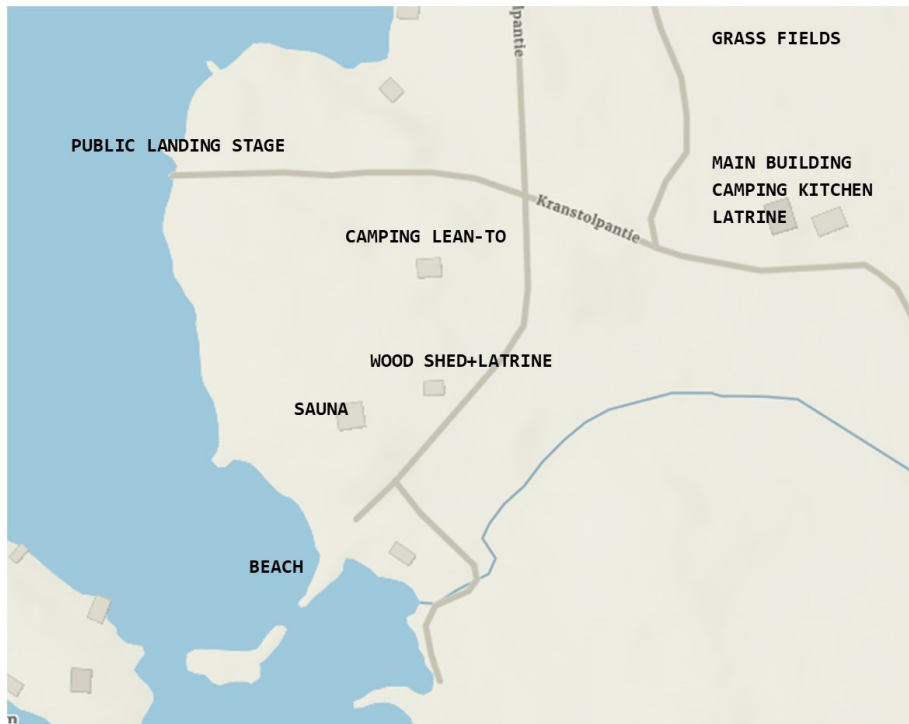 lpantie
GRASS FIELDS
PUBLIC LANDING STAGE
MAIN BUILDING
CAMPING KITCHEN
LATRINE
Kranstolpantie
CAMPING LEAN-TO
WOOD SHED+LATRINE
SAUNA
BEACH